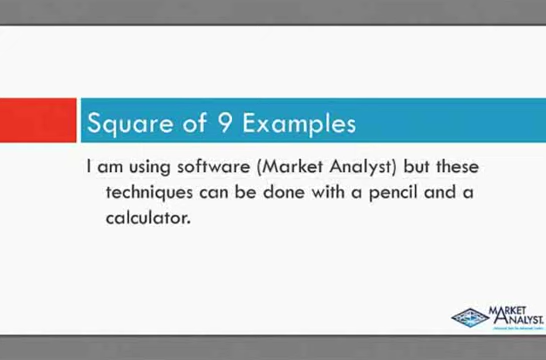 Square of 9 Examples
I am using software (Market Analyst) but these
techniques can be done with a pencil and a
calculator.
MARKET
ANALYST